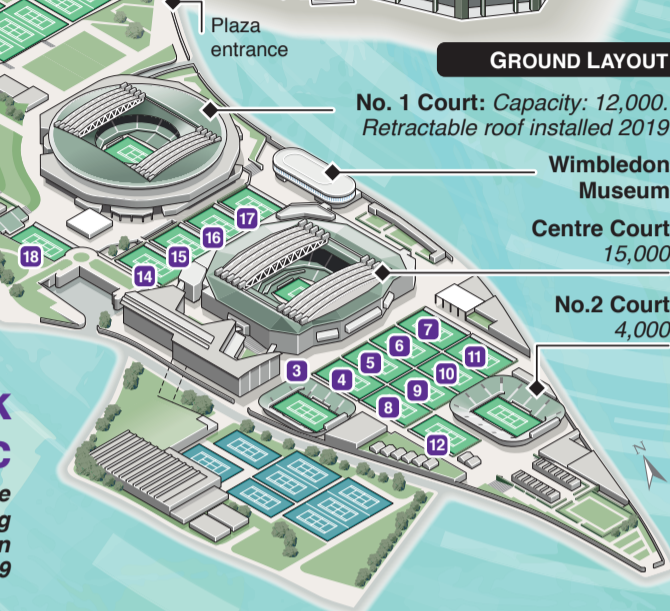 Plaza
entrance
GROUND LAYOUT
No. 1 Court: Capacity: 12,000.
Retractable roof installed 2019
Wimbledon
Museum
Centre Court
15,000
No.2 Court
4,000
17
16
15
14
18
7
6
5
11
10
3
4
9
8
12
N
K
C
e
g
n
9